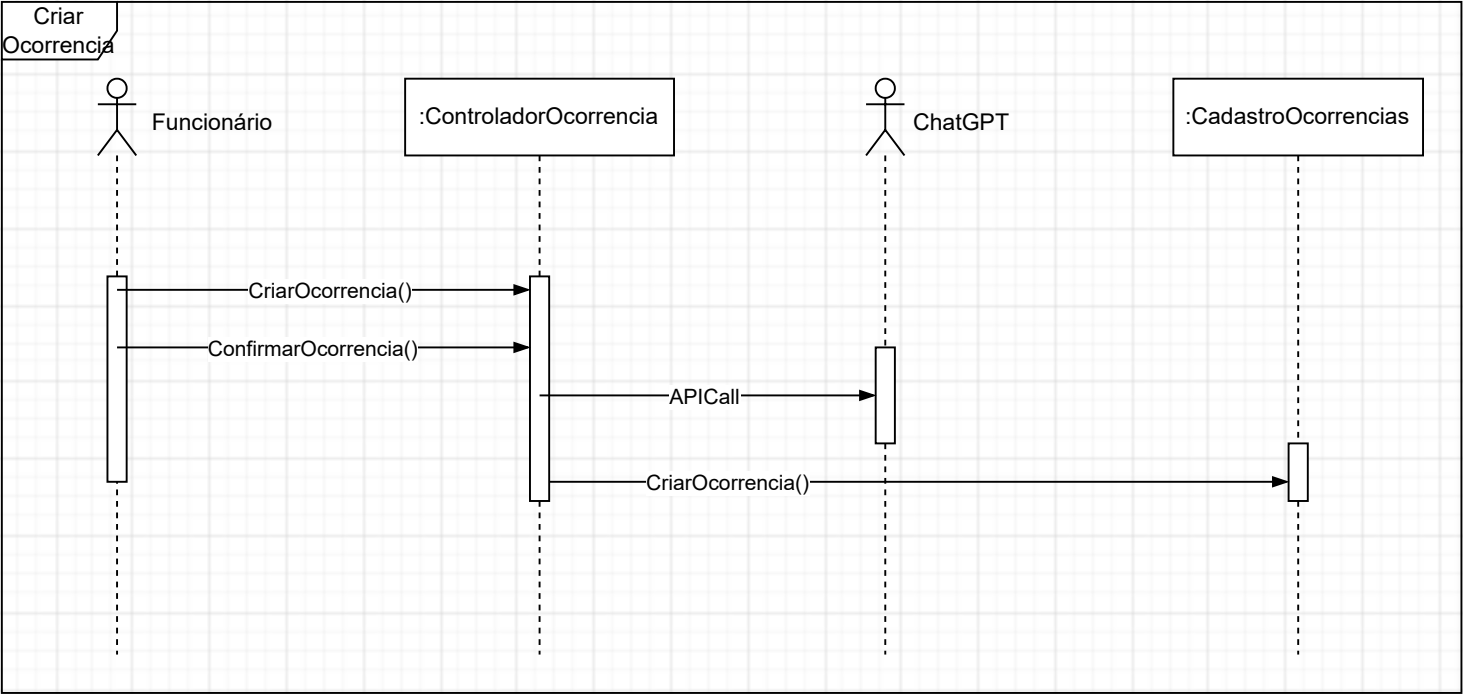 Criar
Ocorrencia
Funcionário
:ControladorOcorrencia
ChatGPT
:CadastroOcorrencias
CriarOcorrencia()
ConfirmarOcorrencia()
APICall
CriarOcorrencia()